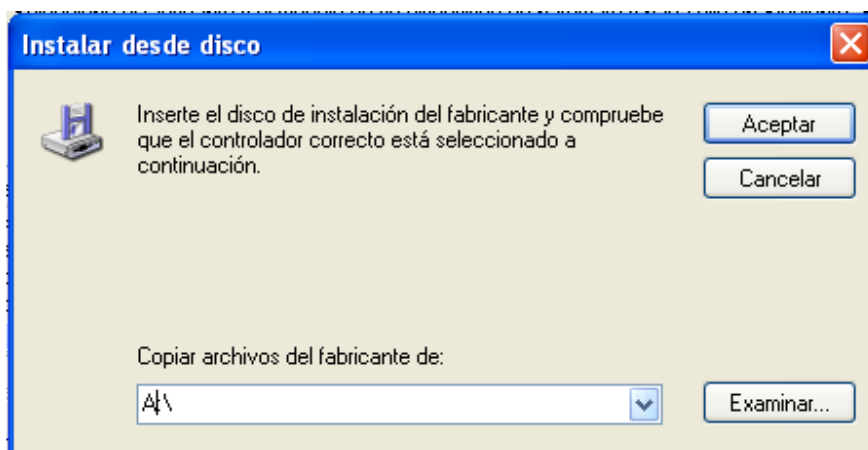 Instalar desde disco
Inserte el disco de instalación del fabricante y compruebe
que el controlador correcto está seleccionado a
continuación.
Aceptar
Cancelar
Copiar archivos del fabricante de:
A:\
Examinar...